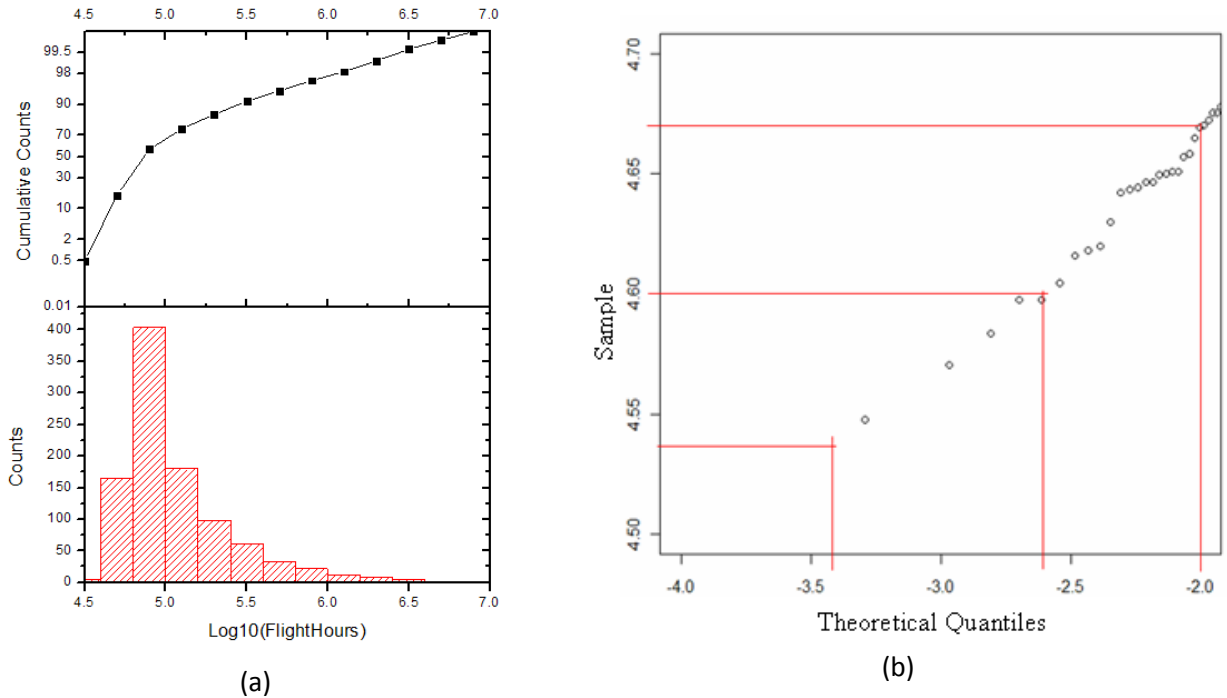 4.5 5.0 5.5 6.0 6.5 7.0
99.5
98
90
70
50
30
10
2
0.5
0.01
Cumulative Counts
400
350
300
250
200
150
100
50
0
Counts
4.5 5.0 5.5 6.0 6.5 7.0
Log10(FlightHours)
(a)
4.70
4.65
4.60
4.55
4.50
Sample
-4.0 -3.5 -3.0 -2.5 -2.0
Theoretical Quantiles
(b)